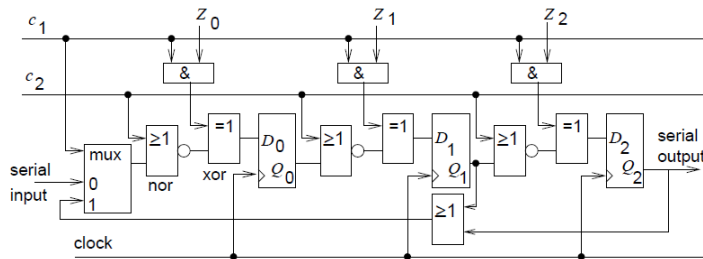 c1 Z0 Z1 Z2
& & &
c2
≥1 =1 ≥1 =1 ≥1 =1
mux D0 D1 D2 serial output
serial input 0 nor xor Q0 Q1 Q2
1 ≥1
clock